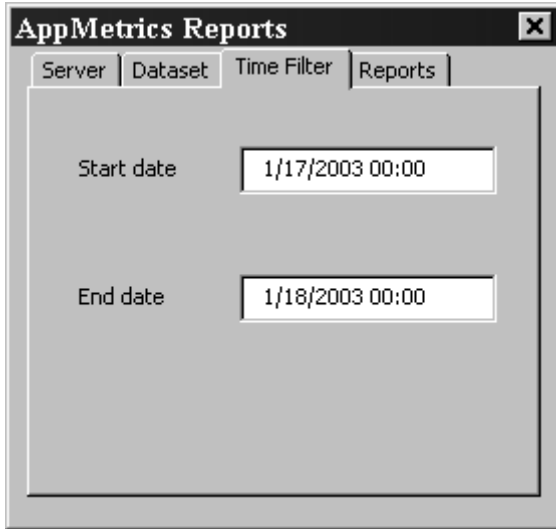 AppMetrics Reports
Server Dataset Time Filter Reports
Start date 1/17/2003 00:00
End date 1/18/2003 00:00